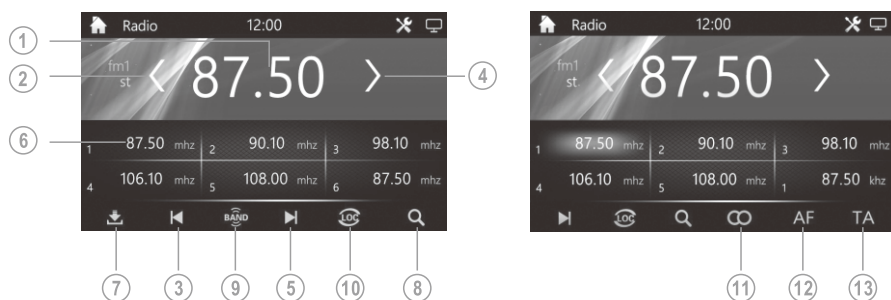 Radio 12:00
1
2
fm1
st
87.50
4
6
1 87.50 mhz 2 90.10 mhz 3 98.10 mhz
4 106.10 mhz 5 108.00 mhz 6 87.50 mhz
BAND LOC
7 3 9 5 10 8
Radio 12:00
fm1
st
87.50
1 87.50 mhz 2 90.10 mhz 3 98.10 mhz
4 106.10 mhz 5 108.00 mhz 1 87.50 khz
LOC AF TA
11 12 13